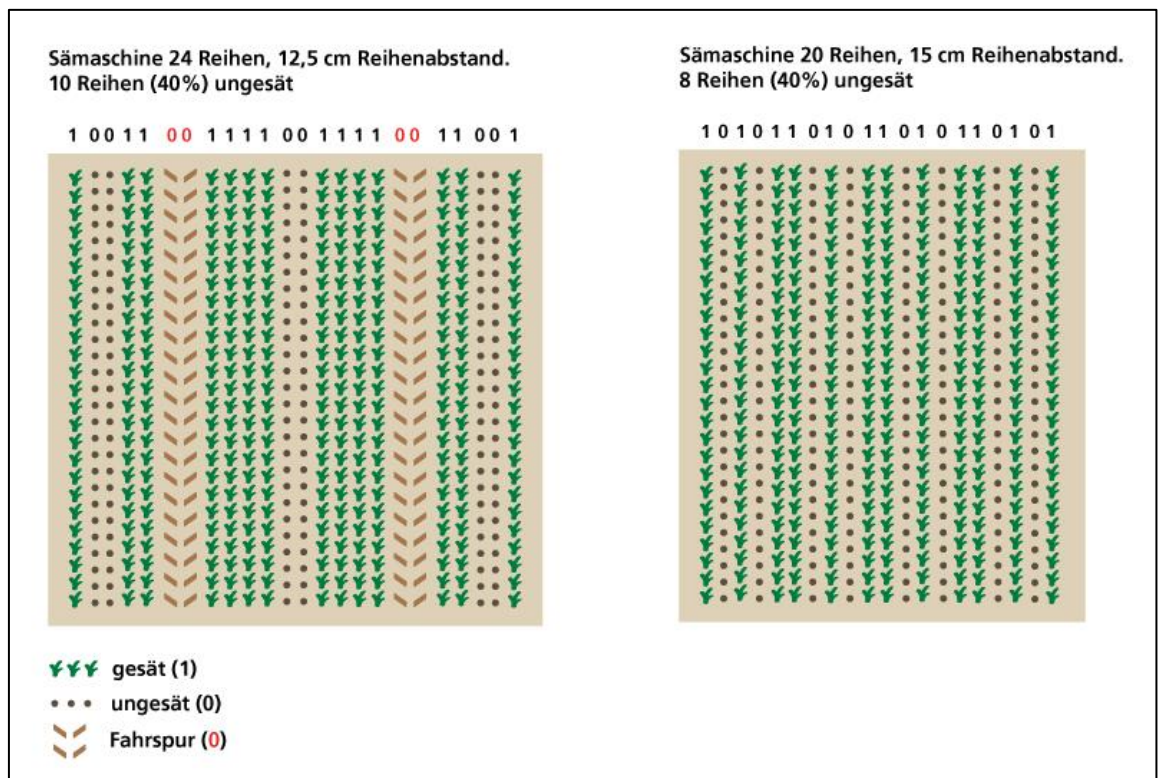 Sämaschine 24 Reihen, 12,5 cm Reihenabstand.
10 Reihen (40%) ungesät
1 0 0 1 1 0 0 1 1 1 1 0 0 1 1 1 1 0 0 1 1 0 0 1
Sämaschine 20 Reihen, 15 cm Reihenabstand.
8 Reihen (40%) ungesät
1 0 1 0 1 1 0 1 0 1 1 0 1 0 1 1 0 1 0 1
gesät (1)
ungesät (0)
Fahrspur (0)